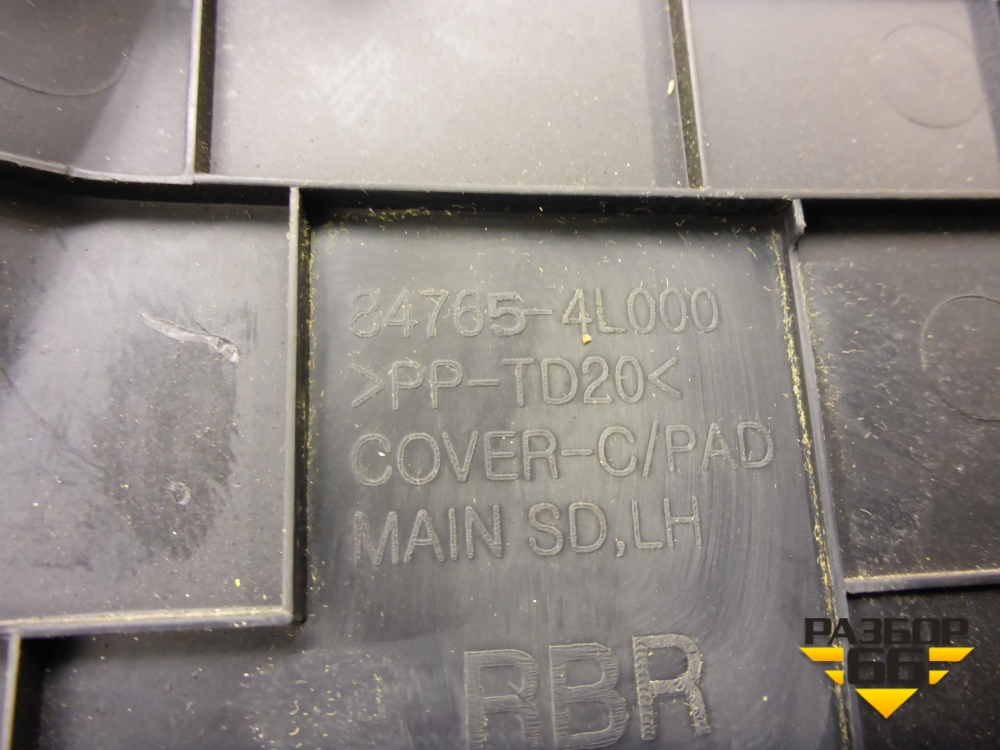 84765-4L000
>PP-TD20<
COVER-C/PAD
MAIN SD,LH
RBR
РАЗБОР
66